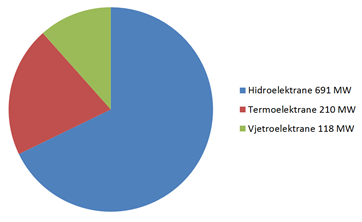 Hidroelektrane 691 MW
Termoelektrane 210 MW
Vjetroelektrane 118 MW